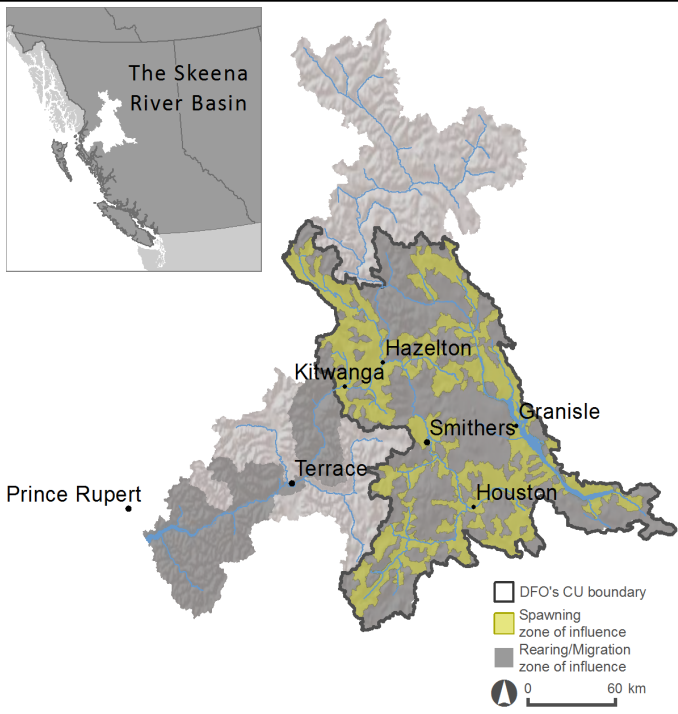 The Skeena
River Basin
Hazelton
Kitwanga
Granisle
Smithers
Terrace
Prince Rupert
Houston
DFO's CU boundary
Spawning
zone of influence
Rearing/Migration
zone of influence
0 60 km